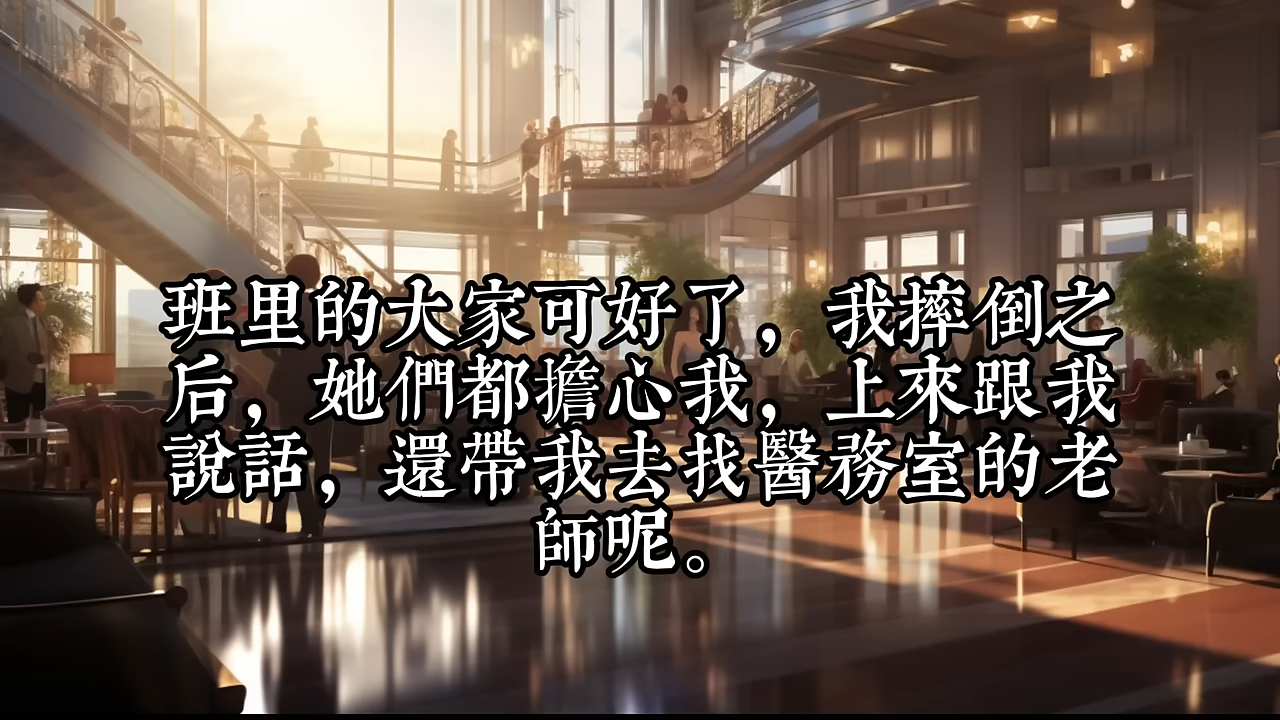 班里的大家可好了，我摔倒之
后，她們都擔心我，上來跟我
說話，還帶我去找醫務室的老
師呢。